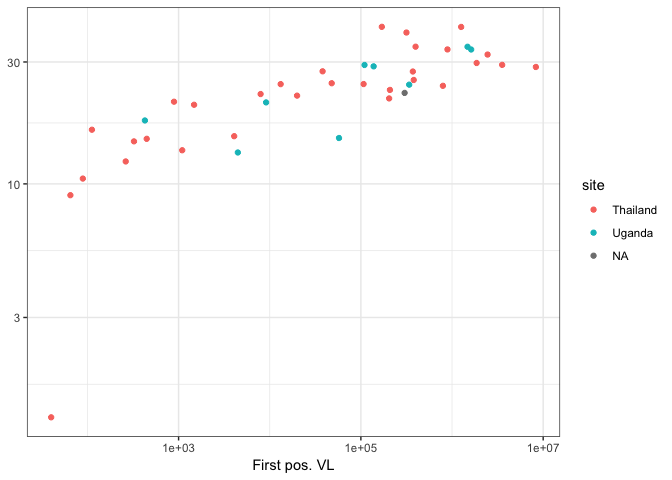 30
10
3
1e+03
1e+05
1e+07
First pos. VL
site
Thailand
Uganda
NA